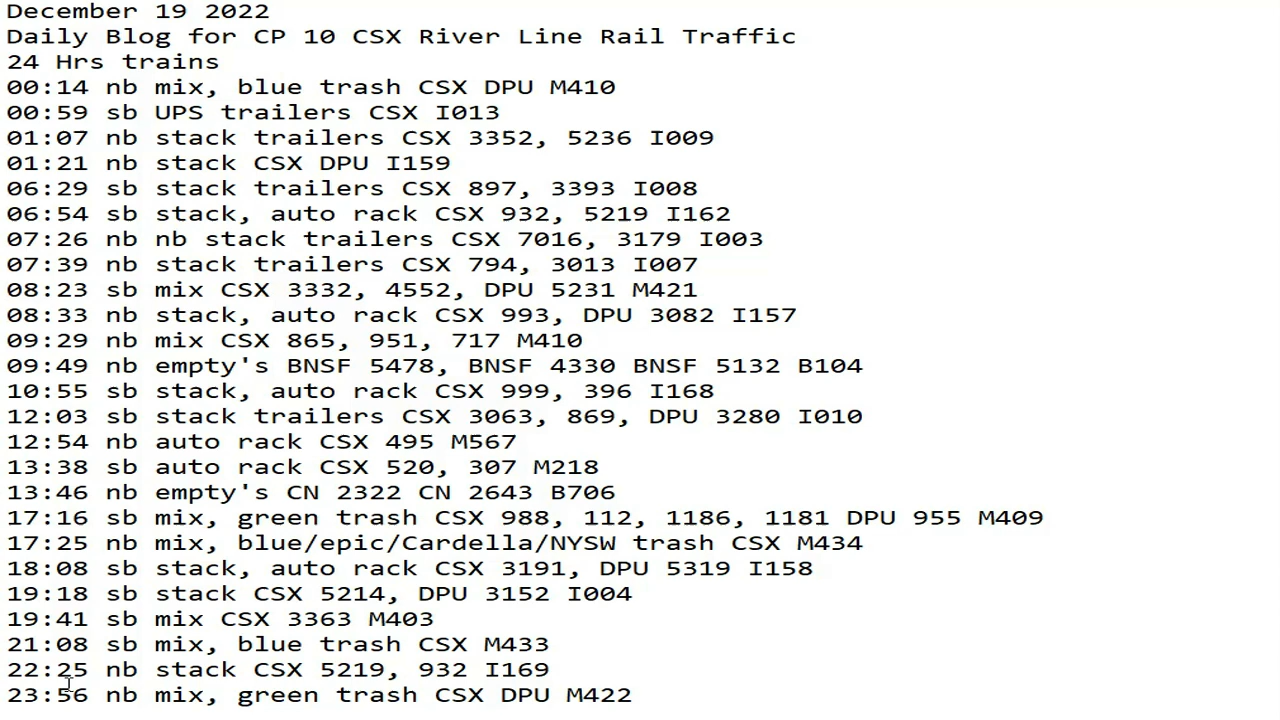 December 19 2022
Daily Blog for CP 10 CSX River Line Rail Traffic
24 Hrs trains
00:14 nb mix, blue trash CSX DPU M410
00:59 sb UPS trailers CSX I013
01:07 nb stack trailers CSX 3352, 5236 I009
01:21 nb stack CSX DPU I159
06:29 sb stack trailers CSX 897, 3393 I008
06:54 sb stack, auto rack CSX 932, 5219 I162
07:26 nb nb stack trailers CSX 7016, 3179 I003
07:39 nb stack trailers CSX 794, 3013 I007
08:23 sb mix CSX 3332, 4552, DPU 5231 M421
08:33 nb stack, auto rack CSX 993, DPU 3082 I157
09:29 nb mix CSX 865, 951, 717 M410
09:49 nb empty's BNSF 5478, BNSF 4330 BNSF 5132 B104
10:55 sb stack, auto rack CSX 999, 396 I168
12:03 sb stack trailers CSX 3063, 869, DPU 3280 I010
12:54 nb auto rack CSX 495 M567
13:38 sb auto rack CSX 520, 307 M218
13:46 nb empty's CN 2322 CN 2643 B706
17:16 sb mix, green trash CSX 988, 112, 1186, 1181 DPU 955 M409
17:25 nb mix, blue/epic/Cardella/NYSW trash CSX M434
18:08 sb stack, auto rack CSX 3191, DPU 5319 I158
19:18 sb stack CSX 5214, DPU 3152 I004
19:41 sb mix CSX 3363 M403
21:08 sb mix, blue trash CSX M433
22:25 nb stack CSX 5219, 932 I169
23:56 nb mix, green trash CSX DPU M422